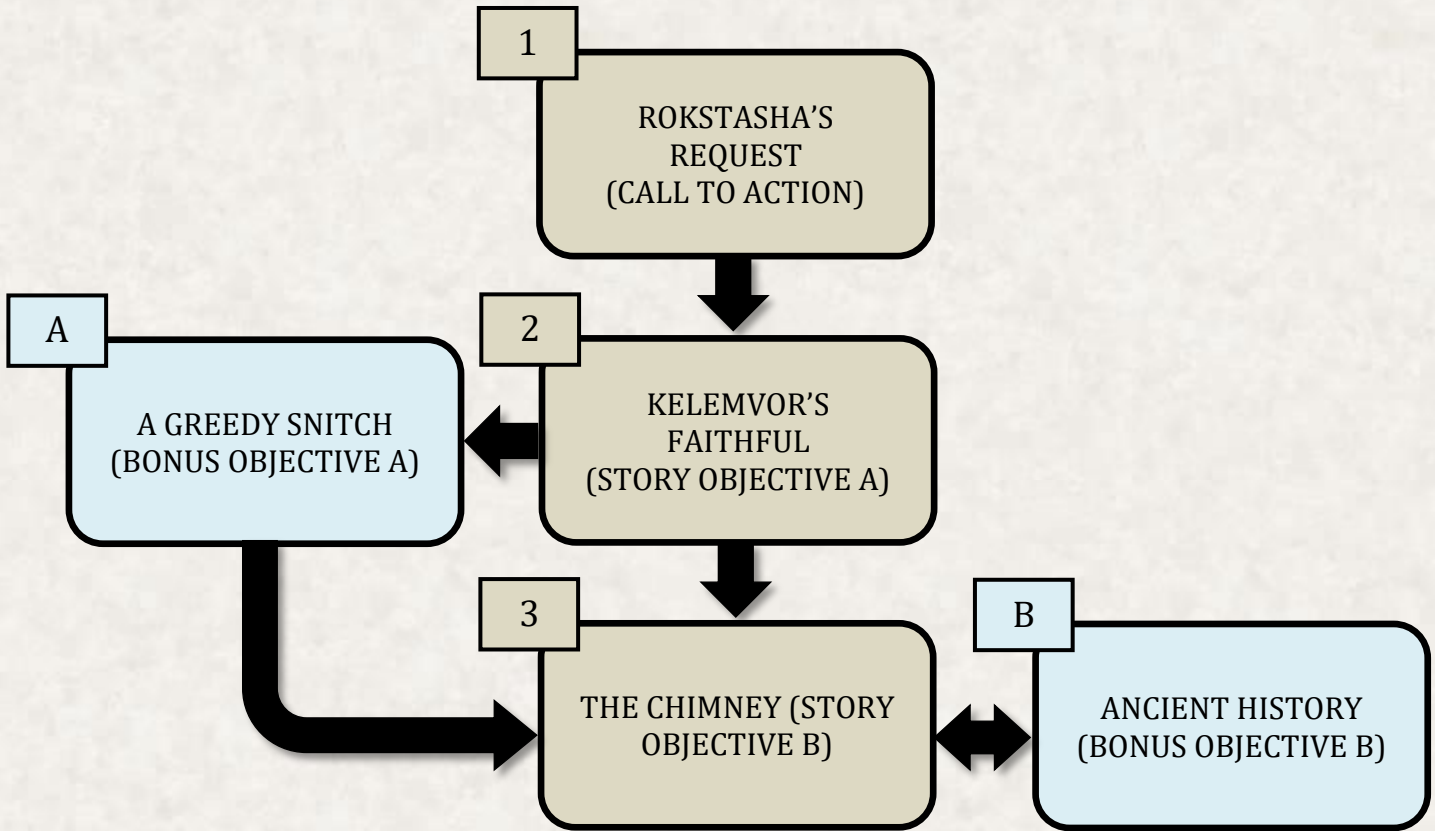 1
ROKSTASHA’S
REQUEST
(CALL TO ACTION)
A
A GREEDY SNITCH
(BONUS OBJECTIVE A)
2
KELEMVOR’S
FAITHFUL
(STORY OBJECTIVE A)
3
THE CHIMNEY (STORY
OBJECTIVE B)
B
ANCIENT HISTORY
(BONUS OBJECTIVE B)